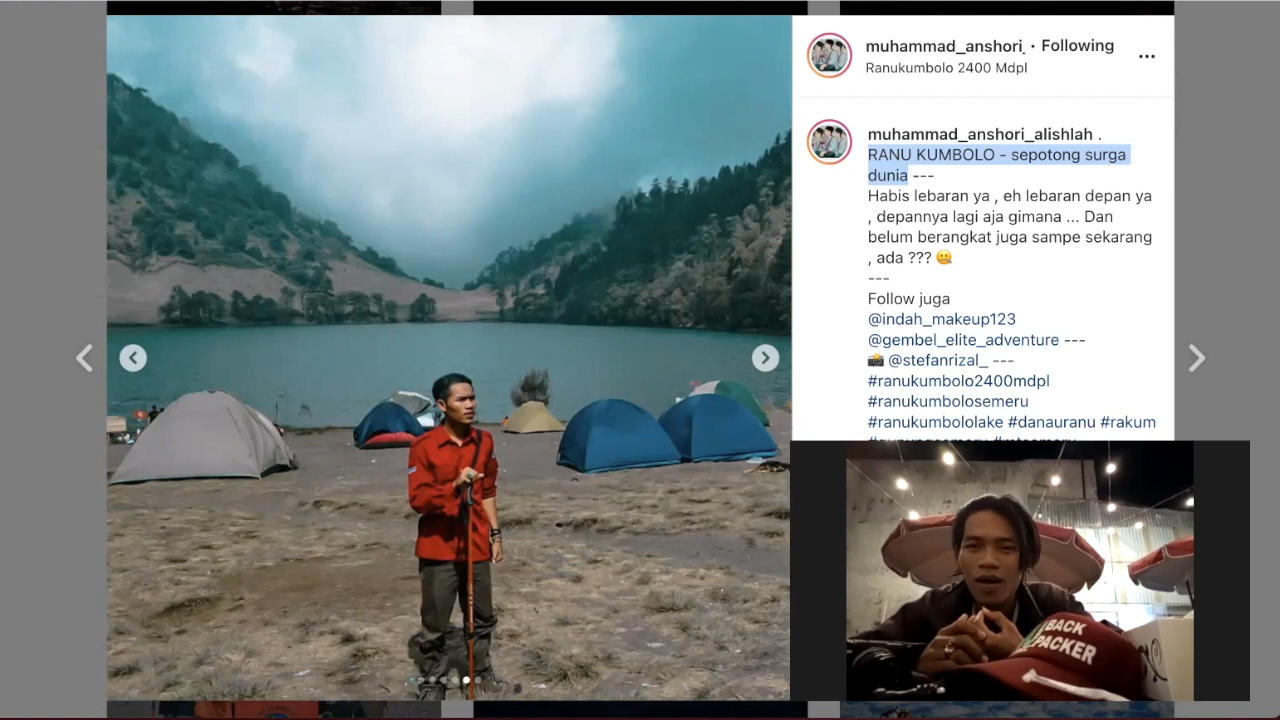 muhammad_anshori_ • Following
Ranukumbolo 2400 Mdpl
muhammad_anshori_alishlah .
RANU KUMBOLO - sepotong surga
dunia ---
Habis lebaran ya , eh lebaran depan ya
, depannya lagi aja gimana ... Dan
belum berangkat juga sampe sekarang
, ada ??? 🤐
---
Follow juga
@indah_makeup123
@gembel_elite_adventure ---
📸 @stefanrizal_ ---
#ranukumbolo2400mdpl
#ranukumbolosemeru
#ranukumbololake #danauranu #rakum
BACK
PACKER